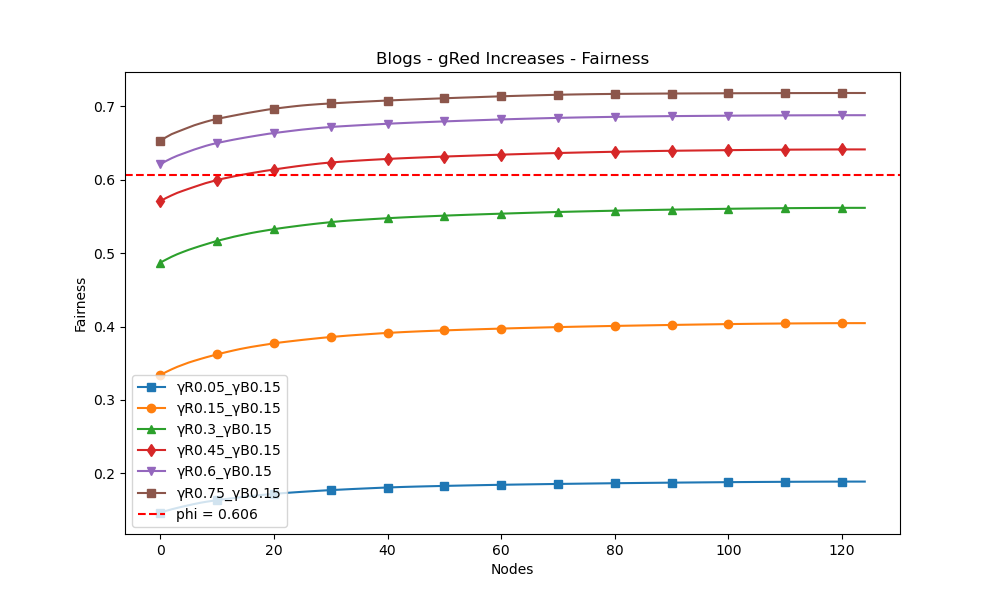 Blogs - gRed Increases - Fairness
Fairness
0.7
0.6
0.5
0.4
0.3
0.2
γR0.05_γB0.15
γR0.15_γB0.15
γR0.3_γB0.15
γR0.45_γB0.15
γR0.6_γB0.15
γR0.75_γB0.15
phi = 0.606
0 20 40 60 80 100 120
Nodes